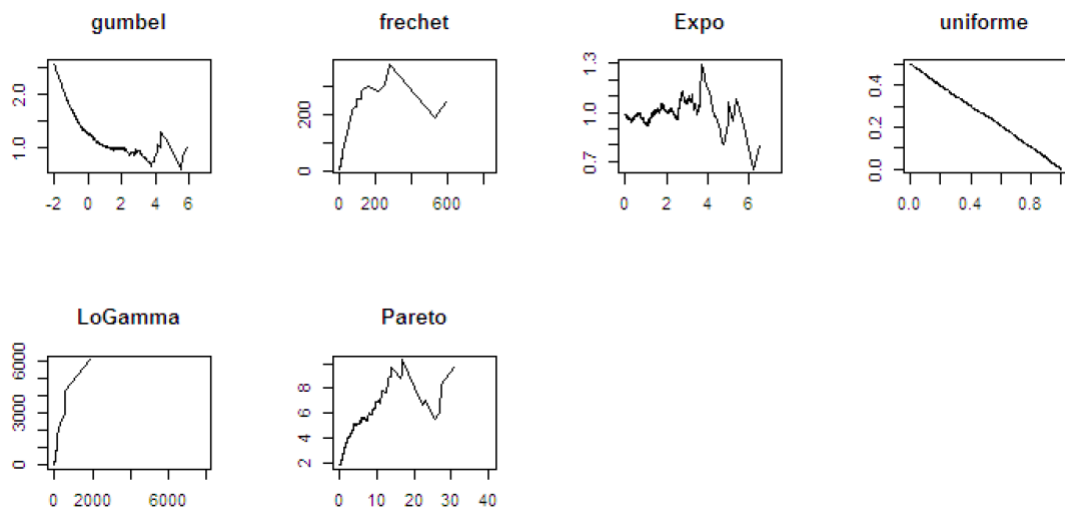 gumbel
1.0 2.0
-2 0 2 4 6
frechet
0 200
0 200 600
Expo
0.7 1.0 1.3
0 2 4 6
uniforme
0.0 0.2 0.4
0.0 0.4 0.8
LoGamma
0 3000 6000
0 2000 6000
Pareto
2 4 6 8
0 10 20 30 40